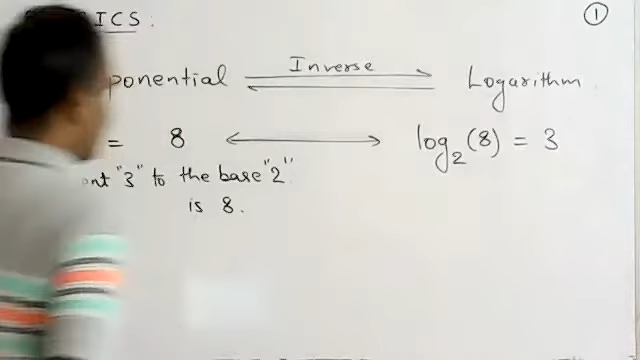 ICS: 1
ponential Inverse Logarithm
= 8 log₂(8) = 3
nt "3" to the base "2"
is 8.